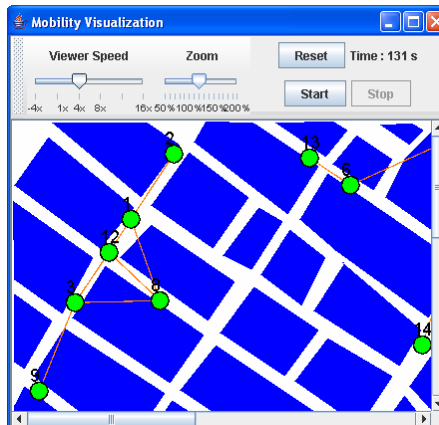 Mobility Visualization
Viewer Speed Zoom Reset Time : 131 s
-4x 1x 4x 8x 16x 50% 100% 150% 200% Start Stop
2 13
6
1
12
8
3
14
9